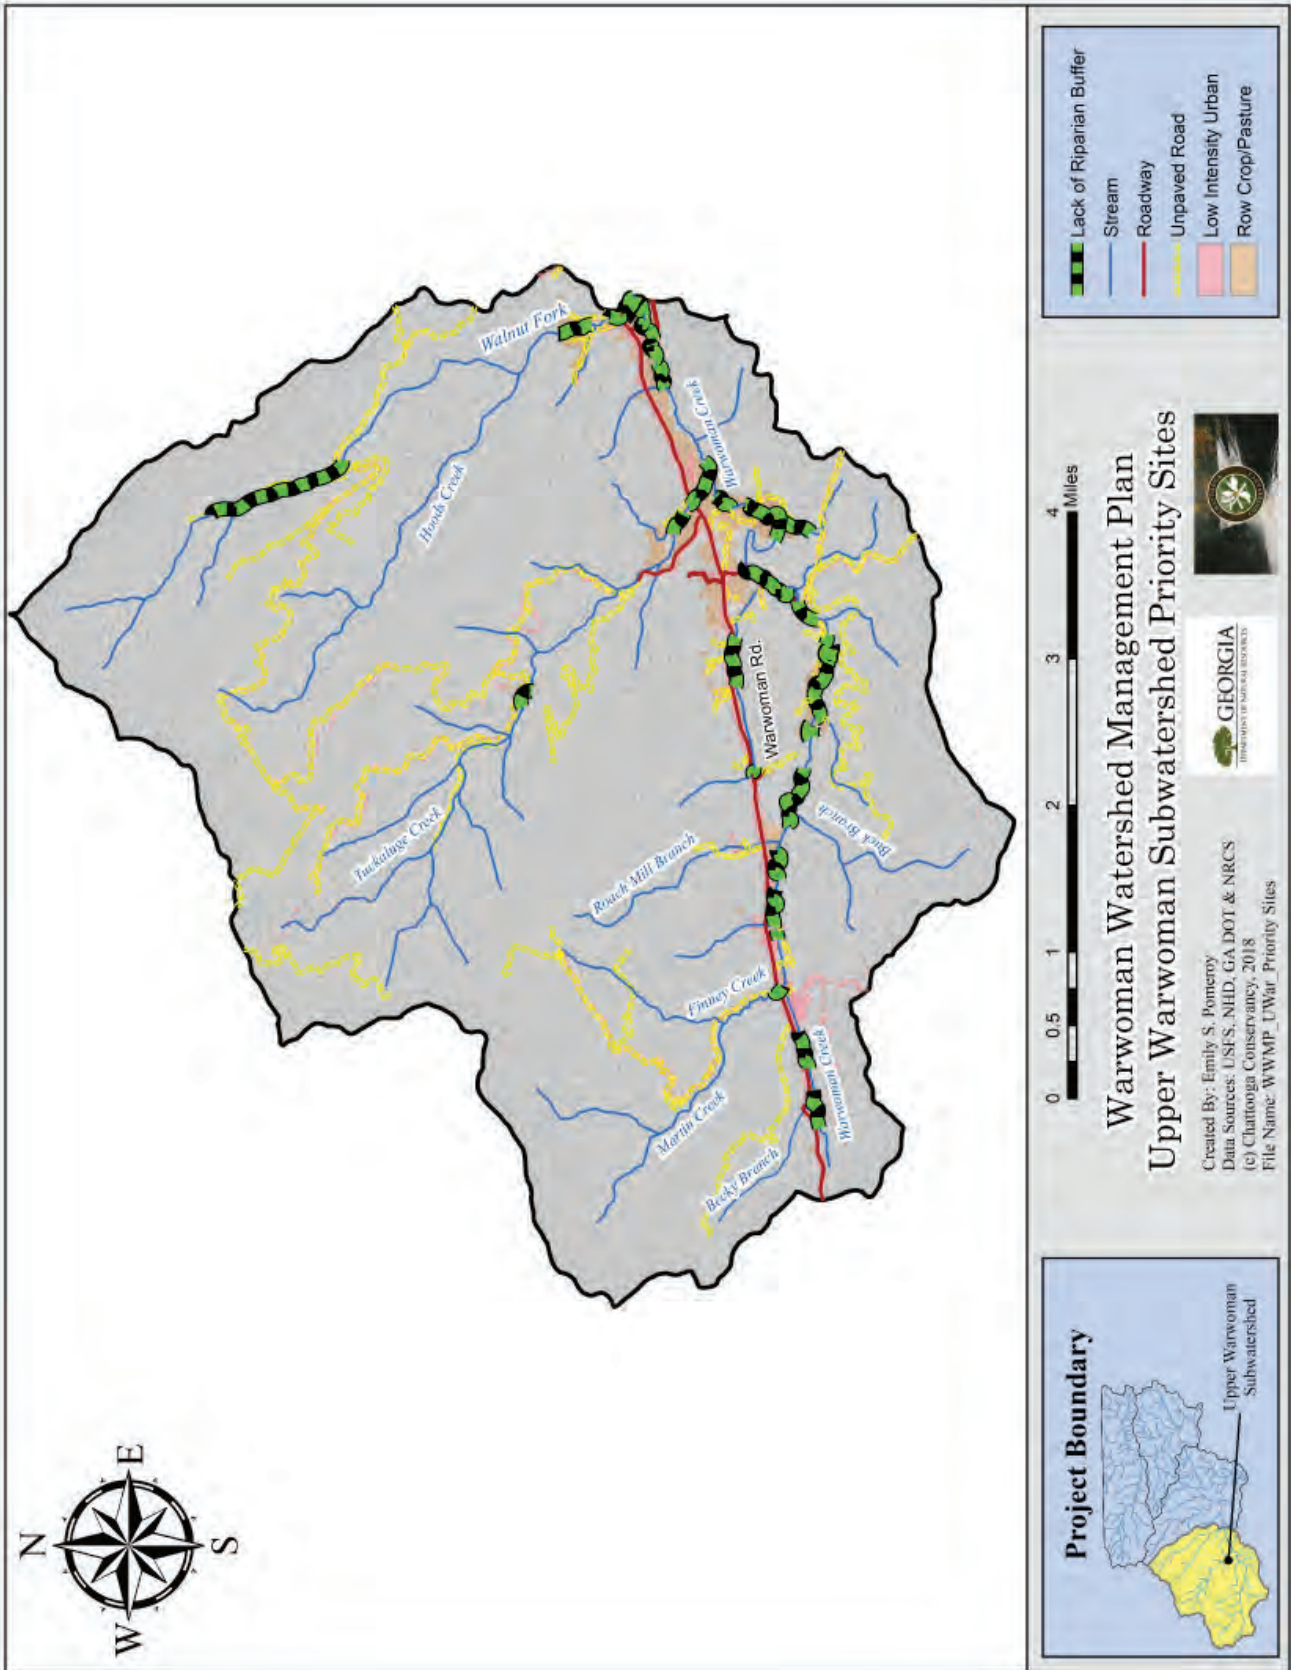 N
W
E
S
Walnut Fork
Hoods Creek
Warwoman Creek
Tuckaluge Creek
Warwoman Rd.
Roach Mill Branch
Buck Branch
Finney Creek
Martin Creek
Warwoman Creek
Becky Branch
Project Boundary
Upper Warwoman
Subwatershed
0 0.5 1 2 3 4
Miles
Warwoman Watershed Management Plan
Upper Warwoman Subwatershed Priority Sites
Created By: Emily S. Pomeroy
Data Sources: USFS, NHD, GA DOT & NRCS
(c) Chattooga Conservancy, 2018
File Name: WWMP_UWar_Priority Sites
GEORGIA
DEPARTMENT OF NATURAL RESOURCES
Lack of Riparian Buffer
Stream
Roadway
Unpaved Road
Low Intensity Urban
Row Crop/Pasture